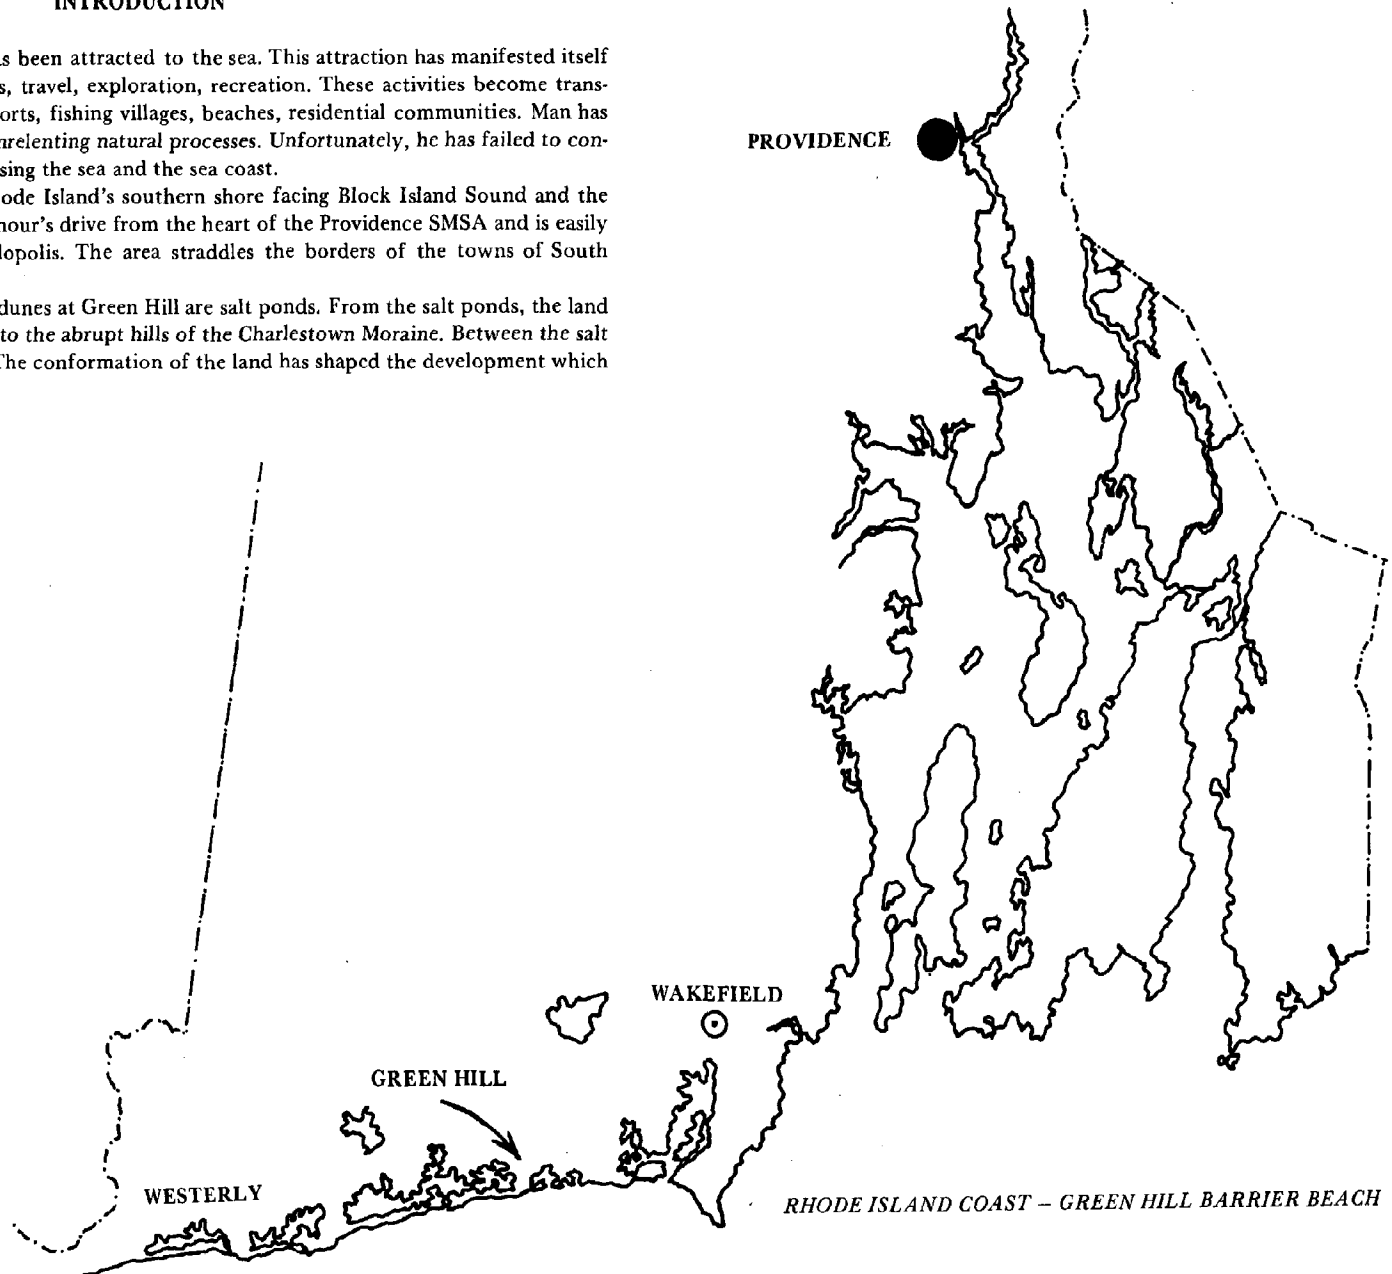 INTRODUCTION
been attracted to the sea. This attraction has manifested itself
travel, exploration, recreation. These activities become trans-
fishing villages, beaches, residential communities. Man has
natural processes. Unfortunately, he has failed to con-
the sea and the sea coast.
Island's southern shore facing Block Island Sound and the
drive from the heart of the Providence SMSA and is easily
The area straddles the borders of the towns of South
dunes at Green Hill are salt ponds. From the salt ponds, the land
to the abrupt hills of the Charlestown Moraine. Between the salt
The conformation of the land has shaped the development which
PROVIDENCE
WAKEFIELD
GREEN HILL
WESTERLY
RHODE ISLAND COAST – GREEN HILL BARRIER BEACH